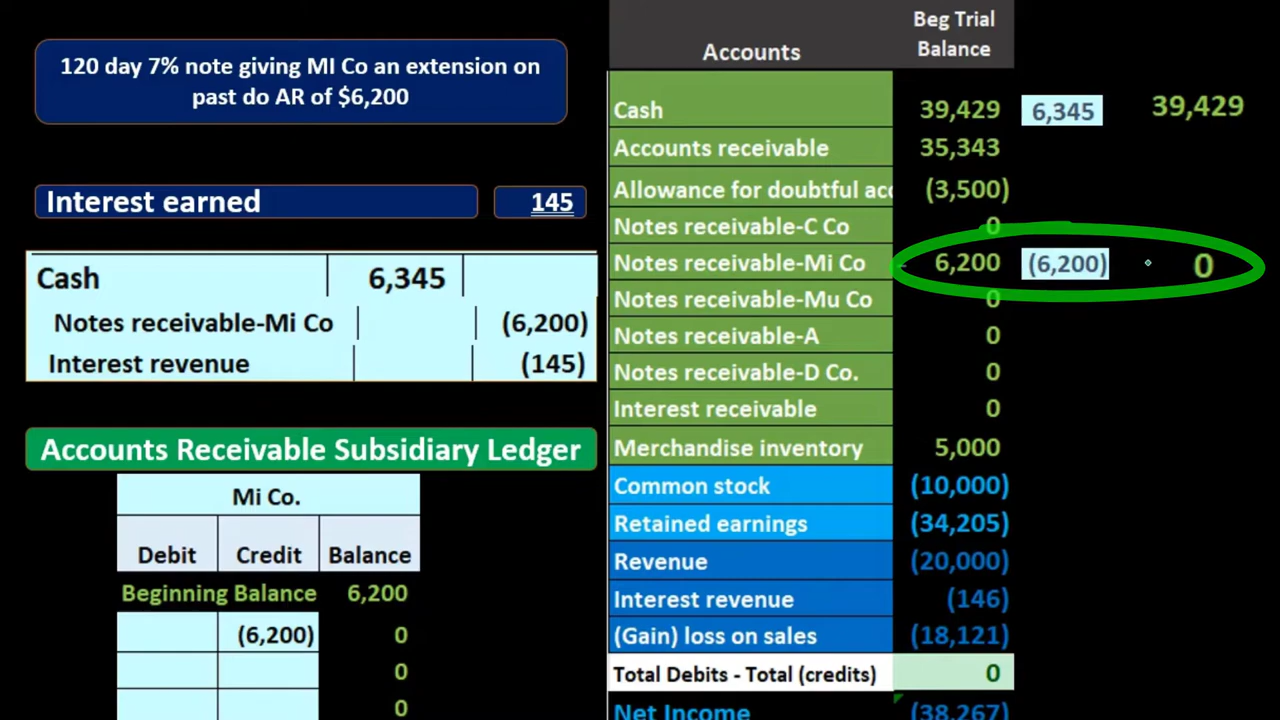 120 day 7% note giving MI Co an extension on
past do AR of $6,200
Interest earned 145
Cash 6,345
Notes receivable-Mi Co (6,200)
Interest revenue (145)
Accounts Receivable Subsidiary Ledger
Mi Co.
Debit Credit Balance
Beginning Balance 6,200
(6,200) 0
0
0
Accounts Beg Trial
Balance
Cash 39,429 6,345 39,429
Accounts receivable 35,343
Allowance for doubtful acc (3,500)
Notes receivable-C Co 0
Notes receivable-Mi Co 6,200 (6,200) 0
Notes receivable-Mu Co 0
Notes receivable-A 0
Notes receivable-D Co. 0
Interest receivable 0
Merchandise inventory 5,000
Common stock (10,000)
Retained earnings (34,205)
Revenue (20,000)
Interest revenue (146)
(Gain) loss on sales (18,121)
Total Debits - Total (credits) 0
Net Income (38,267)